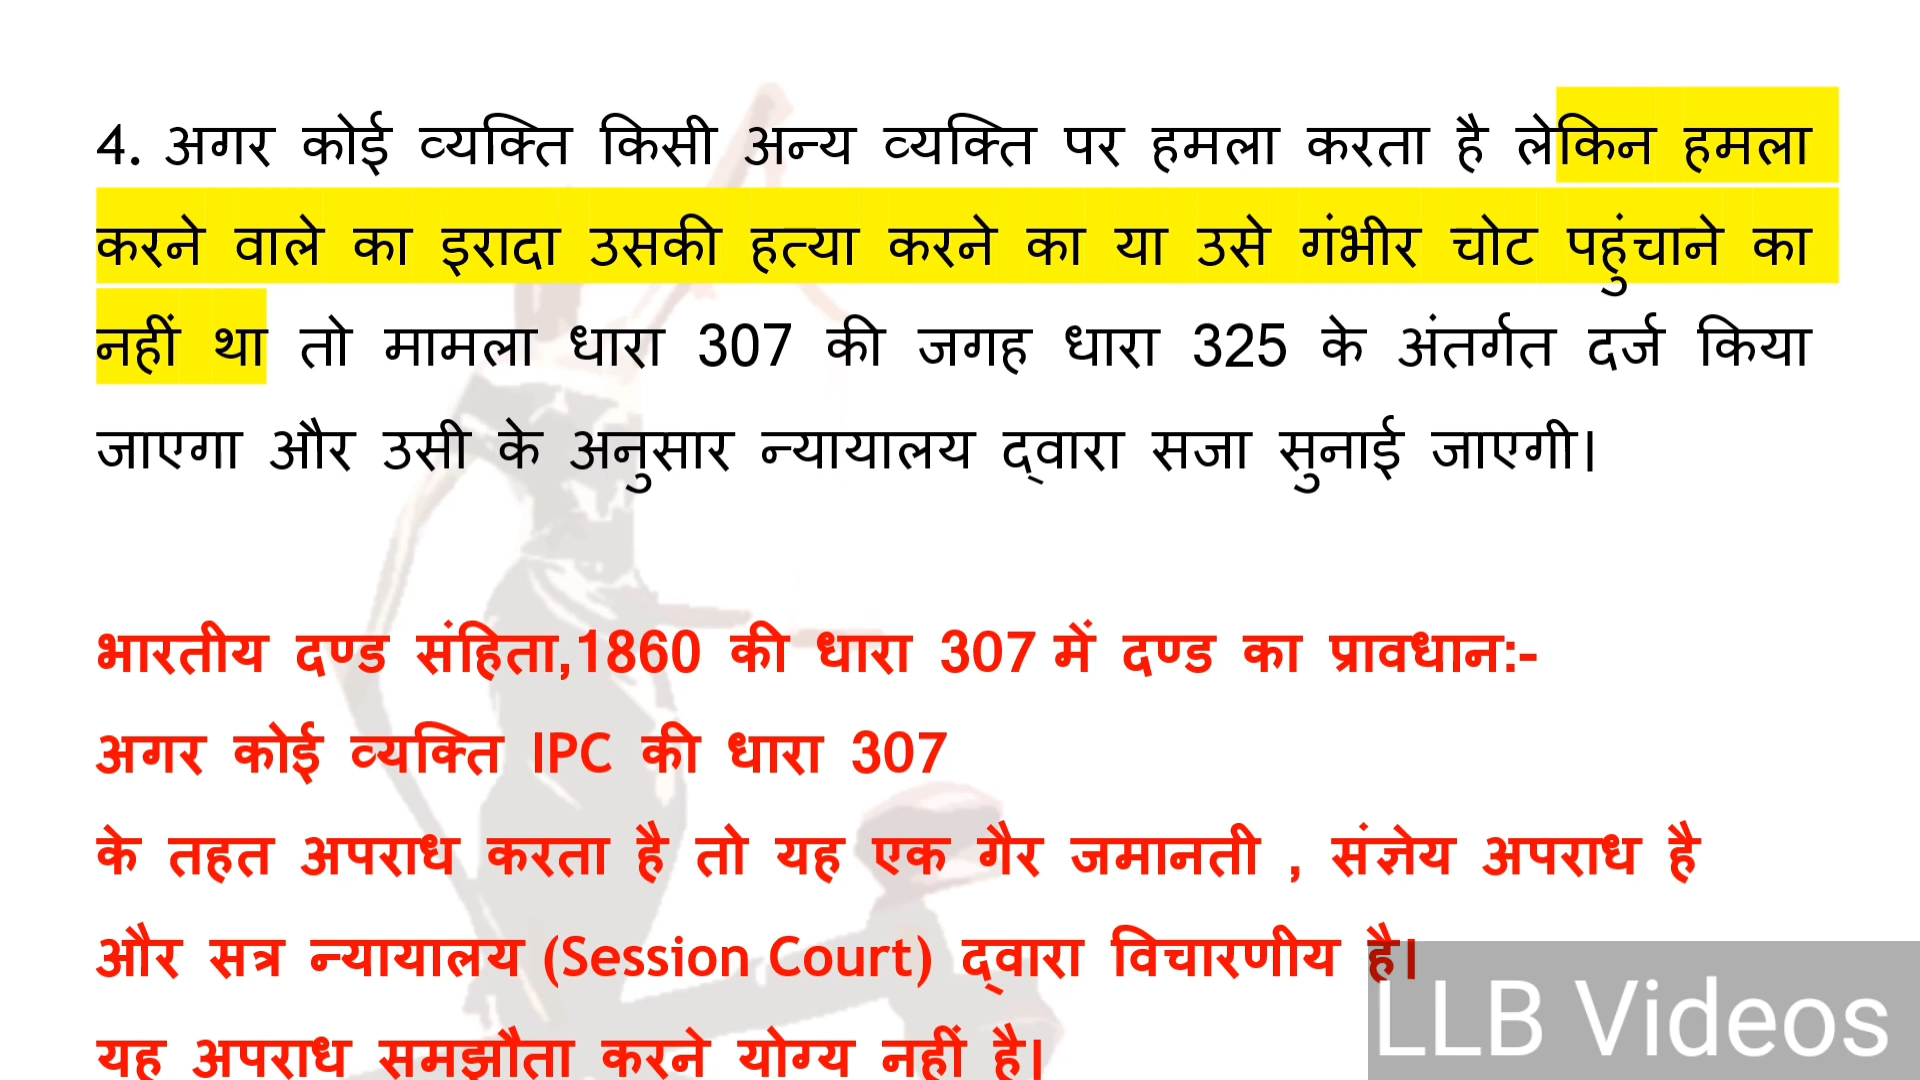 4. अगर कोई व्यक्ति किसी अन्य व्यक्ति पर हमला करता है लेकिन हमला
करने वाले का इरादा उसकी हत्या करने का या उसे गंभीर चोट पहुंचाने का
नहीं था तो मामला धारा 307 की जगह धारा 325 के अंतर्गत दर्ज किया
जाएगा और उसी के अनुसार न्यायालय द्वारा सजा सुनाई जाएगी।
भारतीय दण्ड संहिता,1860 की धारा 307 में दण्ड का प्रावधान:-
अगर कोई व्यक्ति IPC की धारा 307
के तहत अपराध करता है तो यह एक गैर जमानती , संज्ञेय अपराध है
और सत्र न्यायालय (Session Court) द्वारा विचारणीय है।
यह अपराध समझौता करने योग्य नहीं है।
LLB Videos